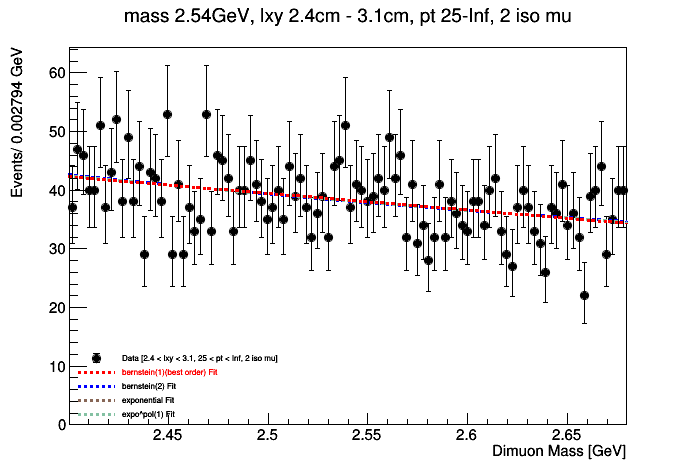 mass 2.54GeV, lxy 2.4cm - 3.1cm, pt 25-Inf, 2 iso mu
Events/ 0.002794 GeV
60
50
40
30
20
10
0
Data [2.4 < lxy < 3.1, 25 < pt < Inf, 2 iso mu]
bernstein(1)(best order) Fit
bernstein(2) Fit
exponential Fit
expo*pol(1) Fit
2.45 2.5 2.55 2.6 2.65
Dimuon Mass [GeV]